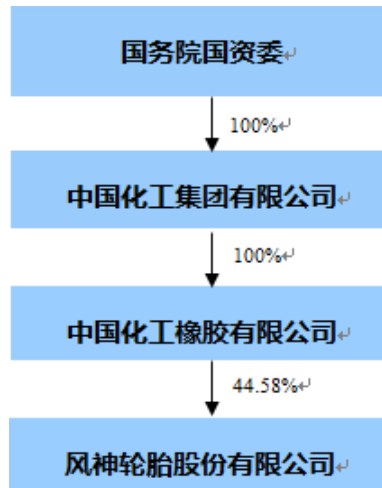 国务院国资委
100%
中国化工集团有限公司
100%
中国化工橡胶有限公司
44.58%
风神轮胎股份有限公司